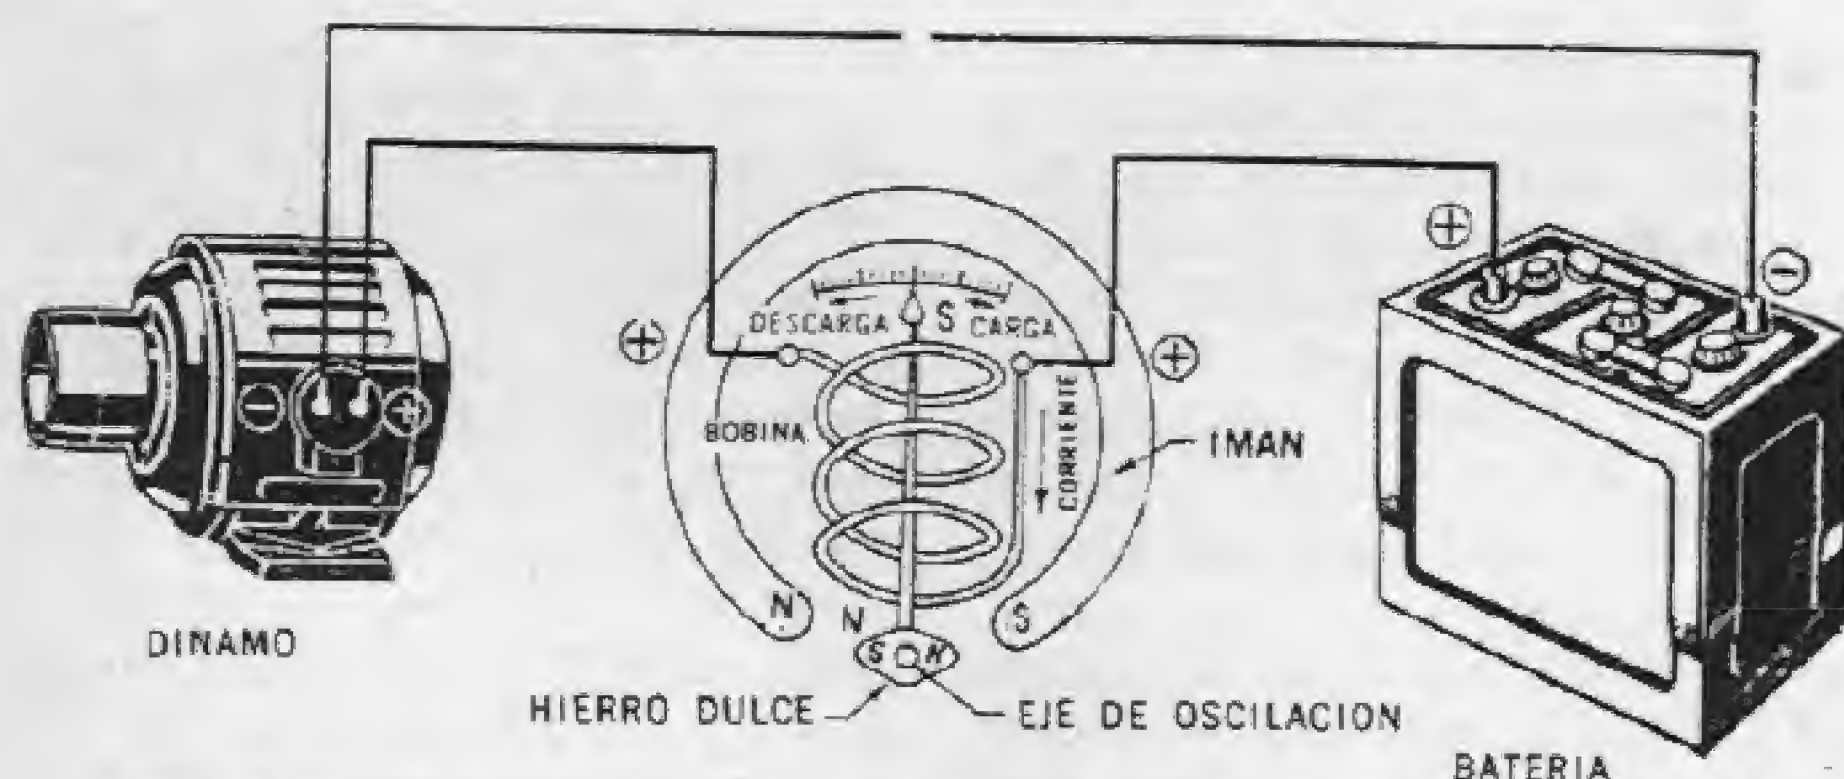 DESCARGA S CARGA
BOBINA
CORRIENTE
IMAN
N N S
S N
DINAMO
HIERRO DULCE
EJE DE OSCILACION
BATERIA